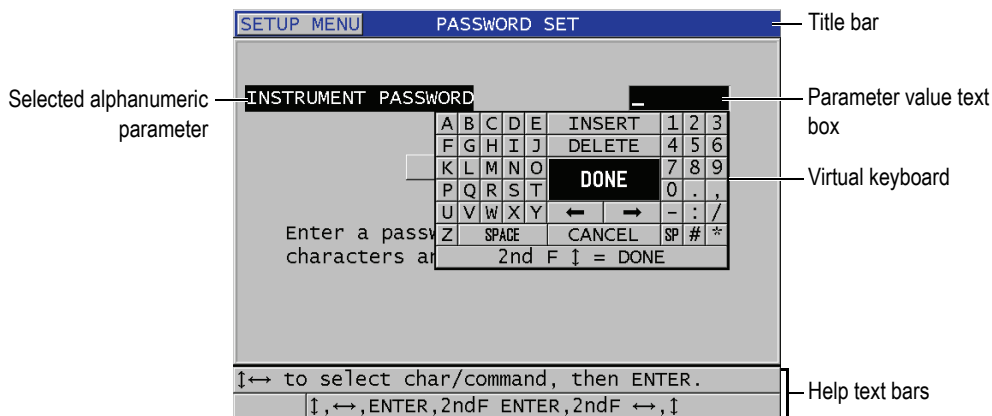 SETUP MENU PASSWORD SET
Title bar
Selected alphanumeric
parameter
INSTRUMENT PASSWORD
_
Parameter value text
box
A B C D E INSERT 1 2 3
F G H I J DELETE 4 5 6
K L M N O DONE 7 8 9
P Q R S T 0 . ,
U V W X Y ← → - : /
Z SPACE CANCEL SP # *
2nd F ↕ = DONE
Virtual keyboard
Enter a passw
characters an
↕↔ to select char/command, then ENTER.
↕,↔,ENTER,2ndF ENTER,2ndF ↔,↕
Help text bars